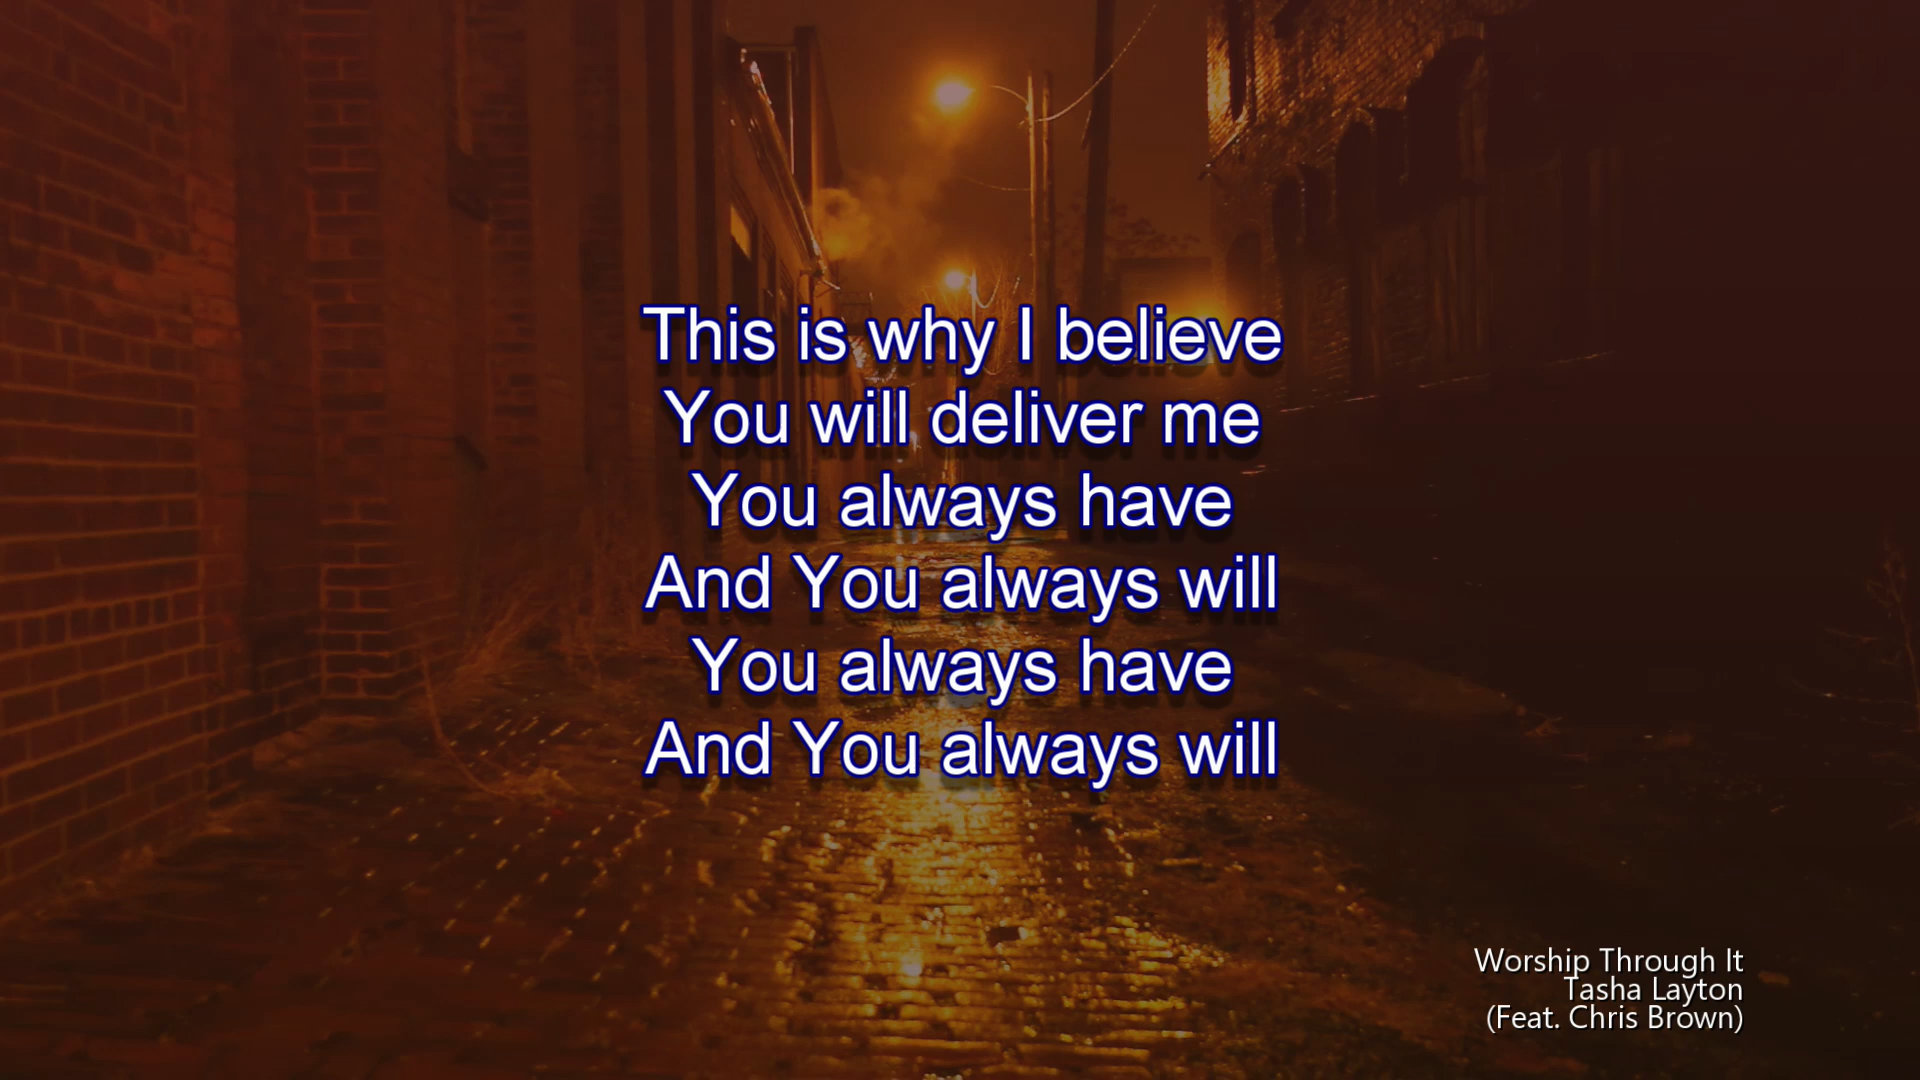 This is why I believe
You will deliver me
You always have
And You always will
You always have
And You always will
Worship Through It
Tasha Layton
(Feat. Chris Brown)